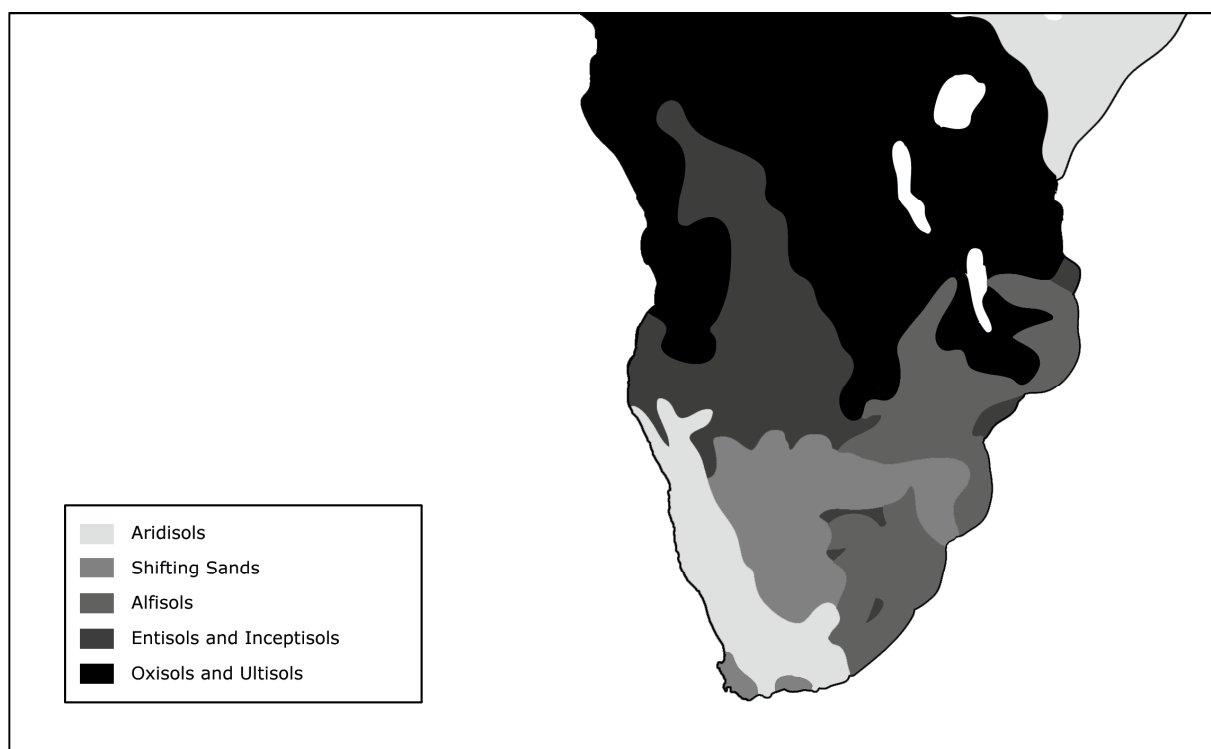 Aridisols
Shifting Sands
Alfisols
Entisols and Inceptisols
Oxisols and Ultisols